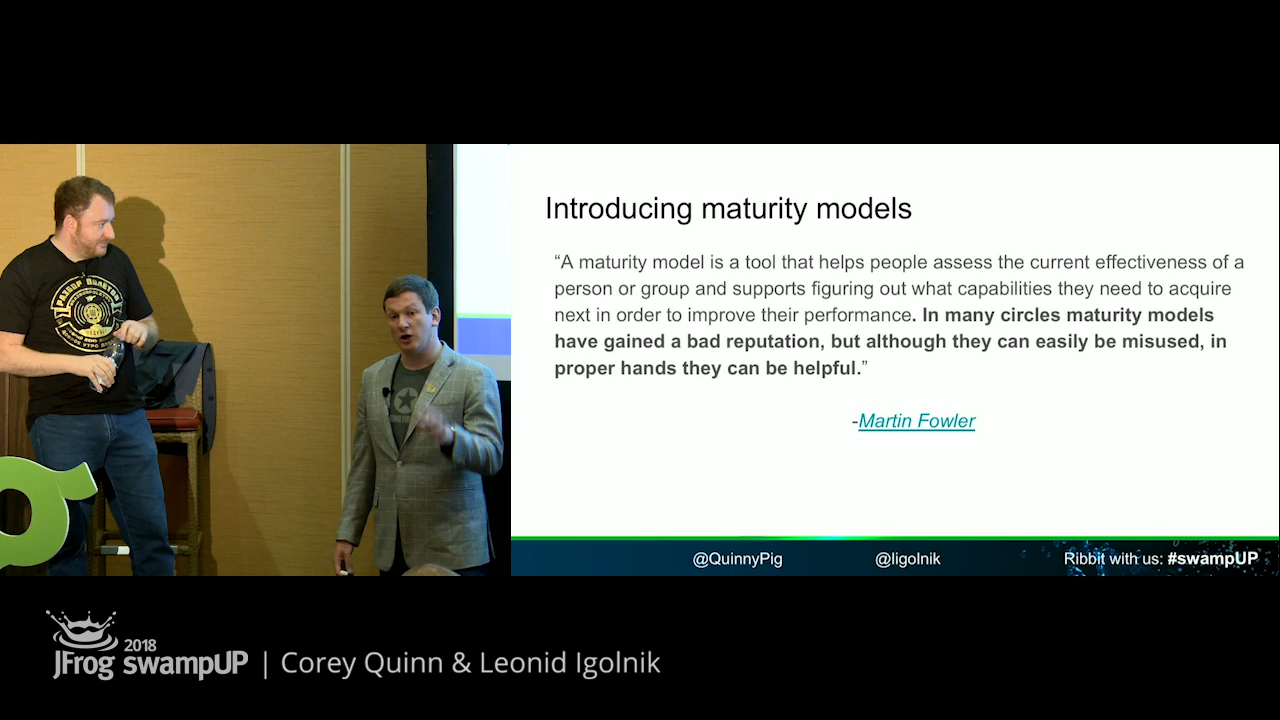 Introducing maturity models
“A maturity model is a tool that helps people assess the current effectiveness of a
person or group and supports figuring out what capabilities they need to acquire
next in order to improve their performance. In many circles maturity models
have gained a bad reputation, but although they can easily be misused, in
proper hands they can be helpful.”
-Martin Fowler
@QuinnyPig
@ligolnik
Ribbit with us: #swampUP
РАЗБОР ПОЛЁТОВ
2018
JFrog swampUP | Corey Quinn & Leonid Igolnik